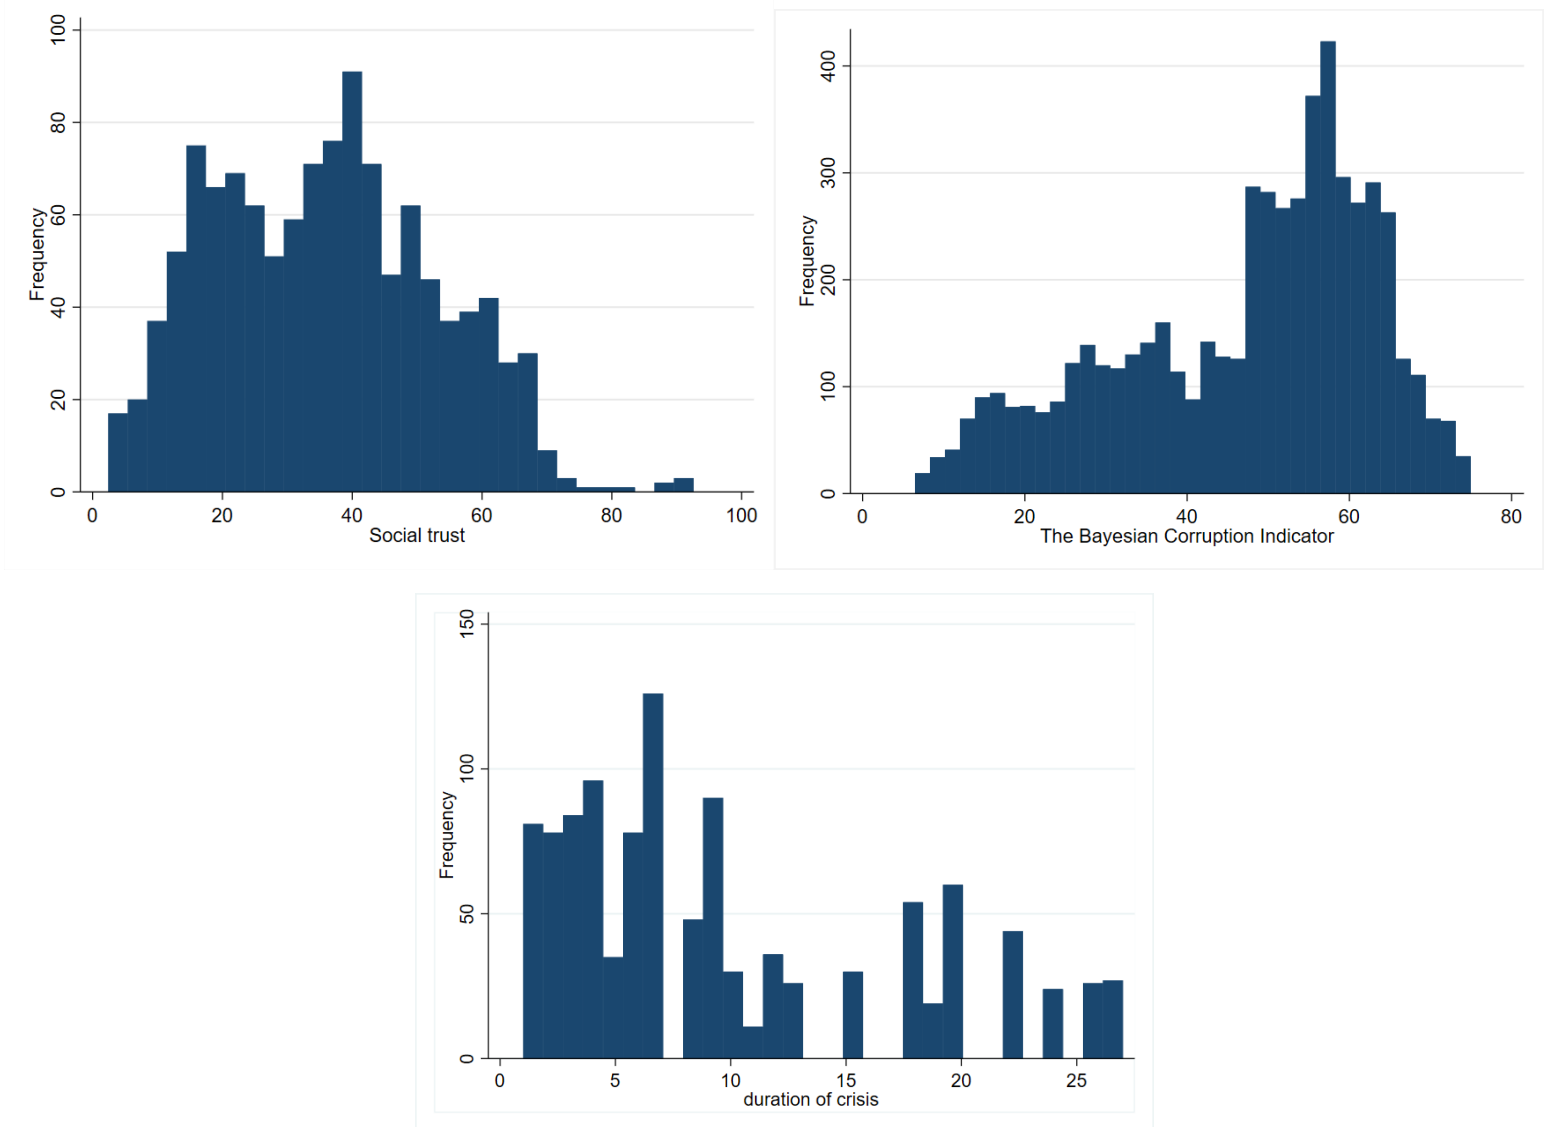 Frequency
100
80
60
40
20
0
0 20 40 60 80 100
Social trust
Frequency
400
300
200
100
0
0 20 40 60 80
The Bayesian Corruption Indicator
Frequency
150
100
50
0
0 5 10 15 20 25
duration of crisis